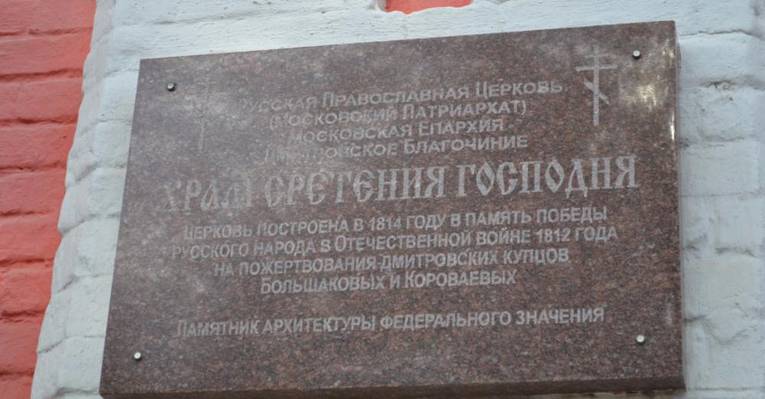 Русская Православная Церковь
(Московский Патриархат)
Московская Епархия
Дмитровское Благочиние
ХРАМ СРЕТЕНИЯ ГОСПОДНЯ
ЦЕРКОВЬ ПОСТРОЕНА В 1814 ГОДУ В ПАМЯТЬ ПОБЕДЫ
РУССКОГО НАРОДА В ОТЕЧЕСТВЕННОЙ ВОЙНЕ 1812 ГОДА
НА ПОЖЕРТВОВАНИЯ ДМИТРОВСКИХ КУПЦОВ
БОЛЬШАКОВЫХ И КОРОВАЕВЫХ
ПАМЯТНИК АРХИТЕКТУРЫ ФЕДЕРАЛЬНОГО ЗНАЧЕНИЯ